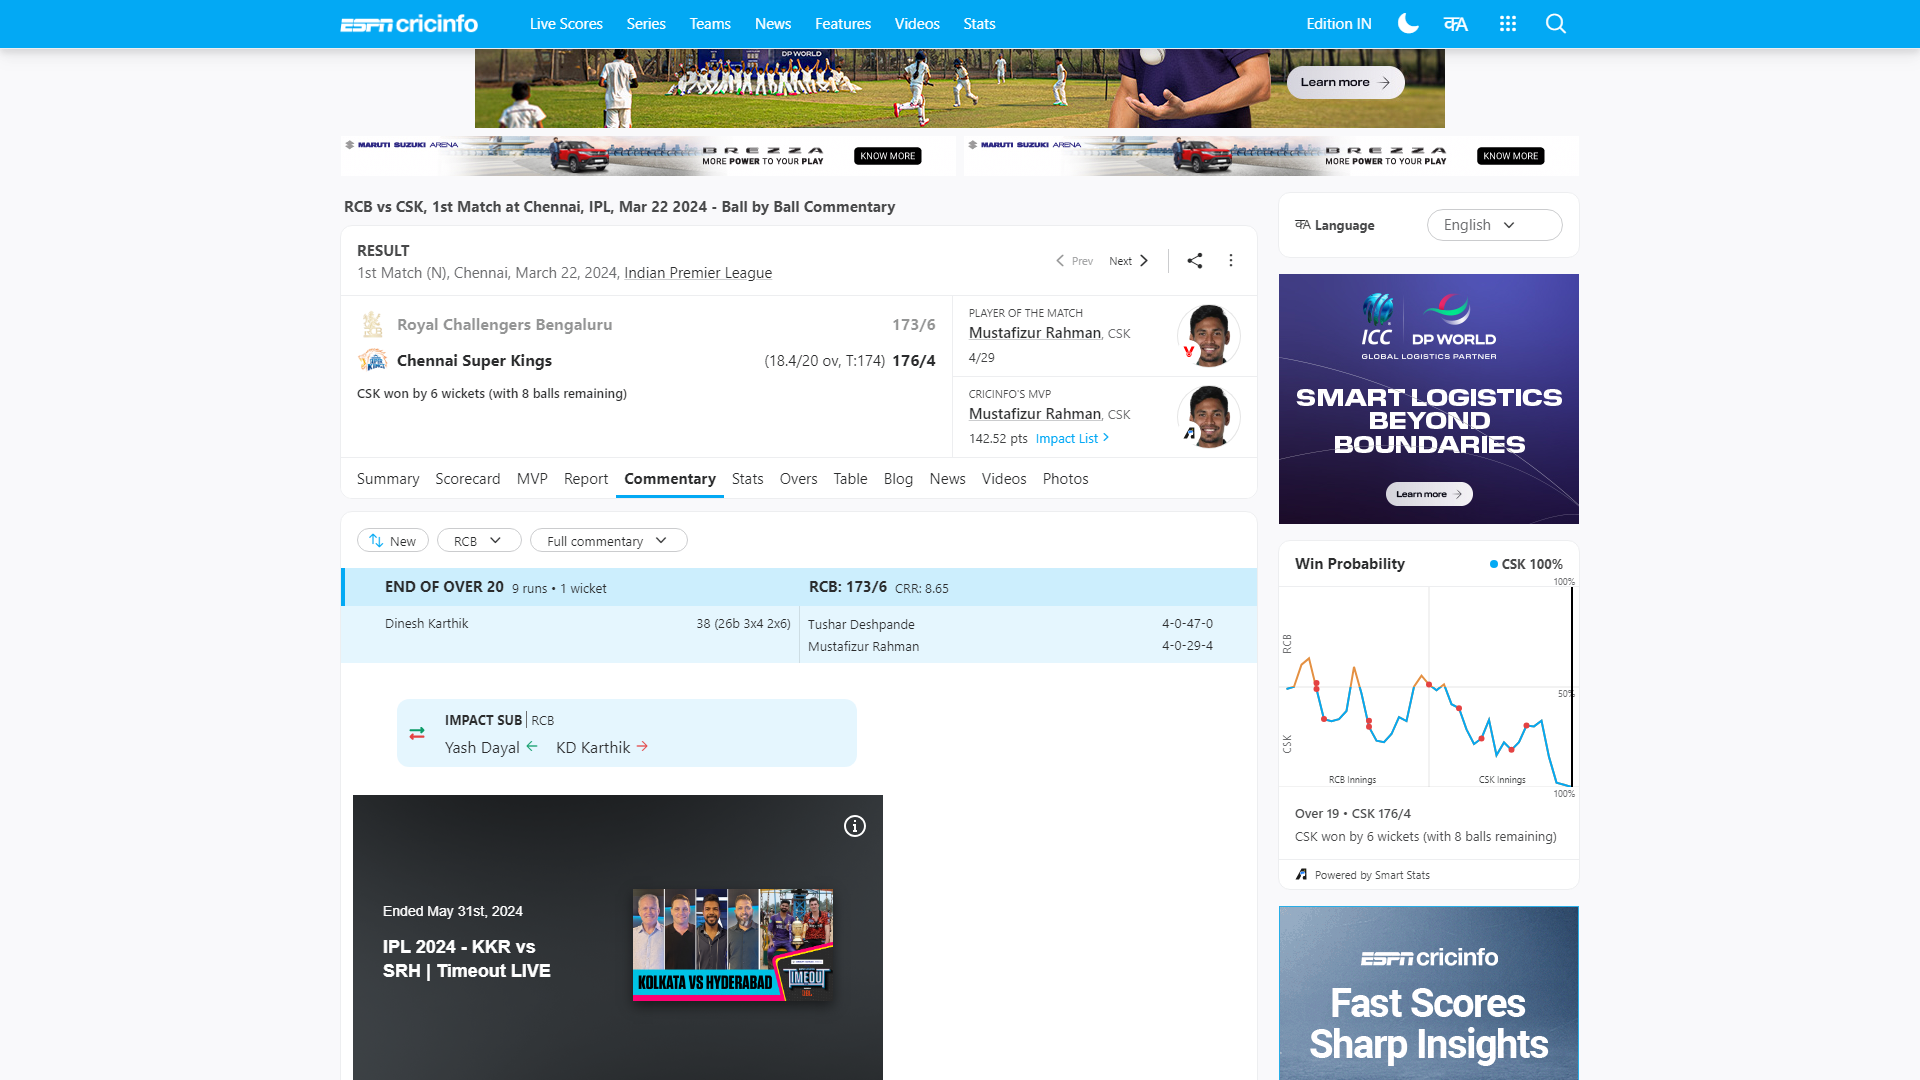 ESPN cricinfo
Live Scores
Series
Teams
News
Features
Videos
Stats
Edition IN
DP WORLD
Learn more
MARUTI SUZUKI ARENA
BREZZA
MORE POWER TO YOUR PLAY
KNOW MORE
MARUTI SUZUKI ARENA
BREZZA
MORE POWER TO YOUR PLAY
KNOW MORE
RCB vs CSK, 1st Match at Chennai, IPL, Mar 22 2024 - Ball by Ball Commentary
RESULT
1st Match (N), Chennai, March 22, 2024, Indian Premier League
Prev
Next
Royal Challengers Bengaluru 173/6
Chennai Super Kings (18.4/20 ov, T:174) 176/4
CSK won by 6 wickets (with 8 balls remaining)
PLAYER OF THE MATCH
Mustafizur Rahman, CSK
4/29
CRICINFO'S MVP
Mustafizur Rahman, CSK
142.52 pts Impact List
Summary
Scorecard
MVP
Report
Commentary
Stats
Overs
Table
Blog
News
Videos
Photos
New
RCB
Full commentary
END OF OVER 20 9 runs • 1 wicket
RCB: 173/6 CRR: 8.65
Dinesh Karthik 38 (26b 3x4 2x6)
Tushar Deshpande 4-0-47-0
Mustafizur Rahman 4-0-29-4
IMPACT SUB | RCB
Yash Dayal KD Karthik
Ended May 31st, 2024
IPL 2024 - KKR vs
SRH | Timeout LIVE
KOLKATA VS HYDERABAD
TIMEOUT
कA Language
English
ICC
DP WORLD
GLOBAL LOGISTICS PARTNER
SMART LOGISTICS
BEYOND
BOUNDARIES
Learn more
Win Probability
CSK 100%
100%
RCB
50%
CSK
RCB Innings
CSK Innings
100%
Over 19 • CSK 176/4
CSK won by 6 wickets (with 8 balls remaining)
Powered by Smart Stats
ESPN cricinfo
Fast Scores
Sharp Insights